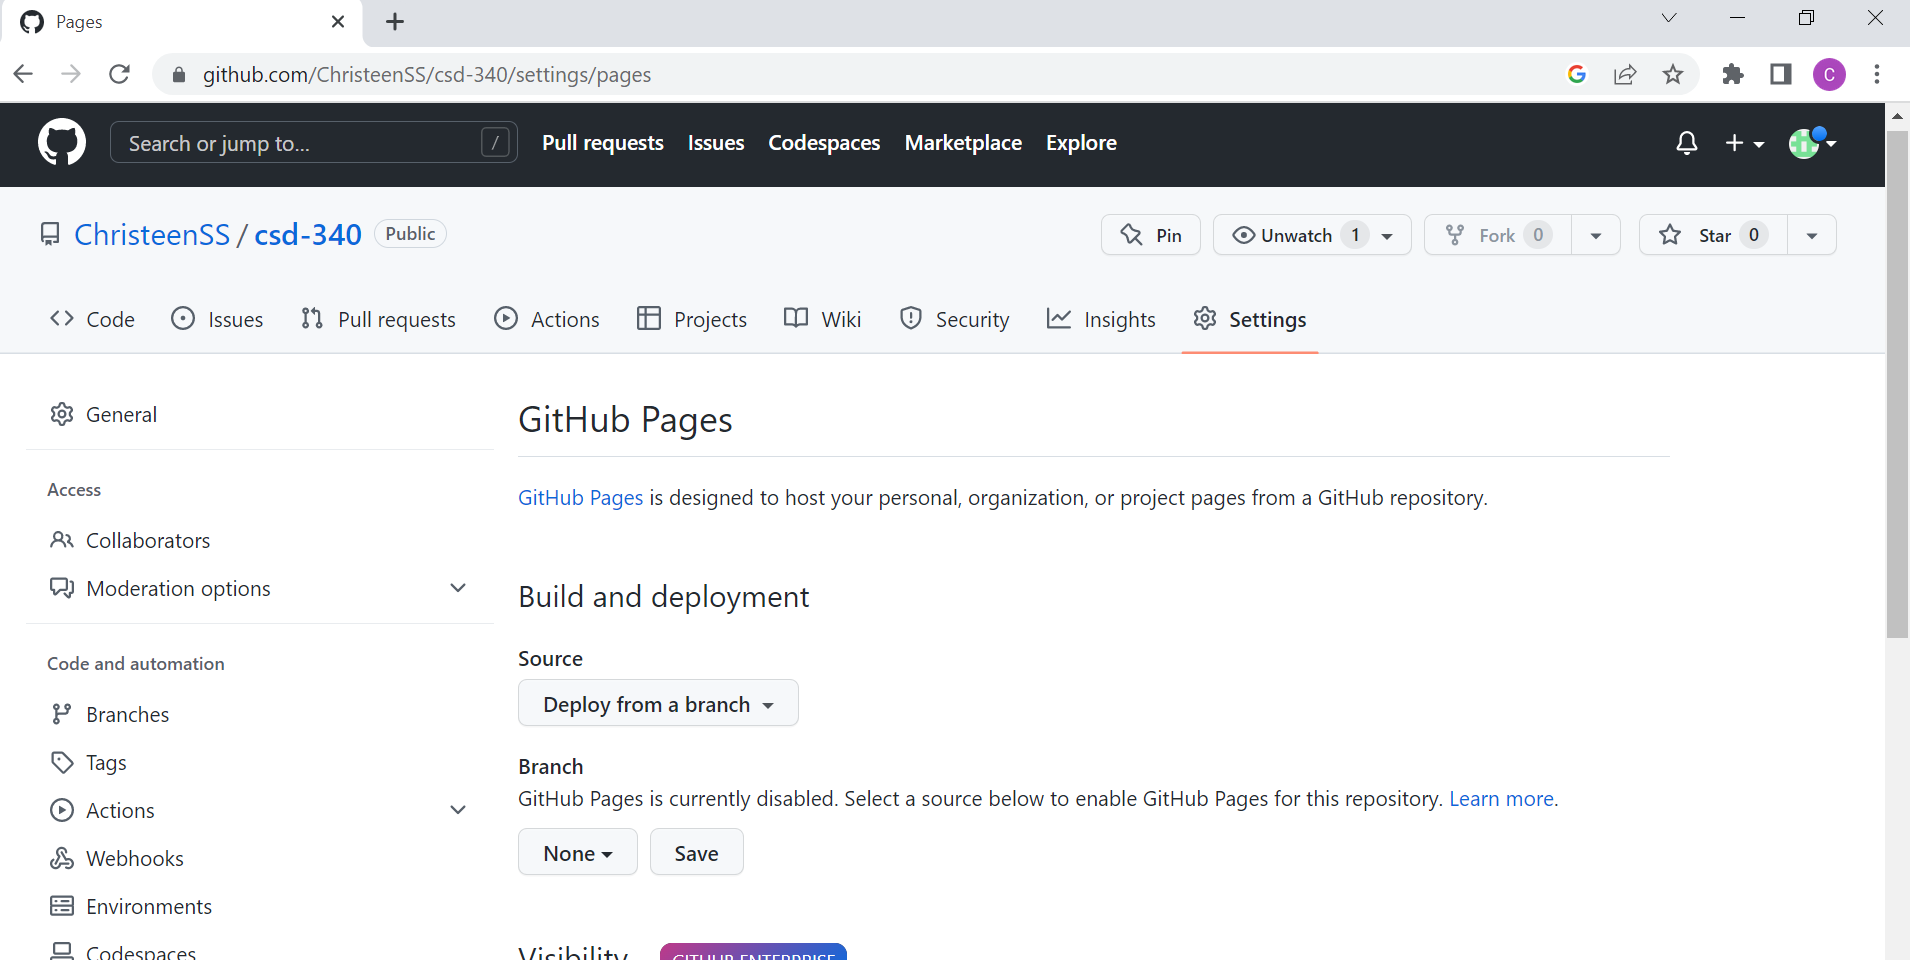 Pages
github.com/ChristeenSS/csd-340/settings/pages
G
C
Search or jump to...
/
Pull requests
Issues
Codespaces
Marketplace
Explore
ChristeenSS / csd-340
Public
Pin
Unwatch 1
Fork 0
Star 0
Code
Issues
Pull requests
Actions
Projects
Wiki
Security
Insights
Settings
General
Access
Collaborators
Moderation options
Code and automation
Branches
Tags
Actions
Webhooks
Environments
Codespaces
GitHub Pages
GitHub Pages is designed to host your personal, organization, or project pages from a GitHub repository.
Build and deployment
Source
Deploy from a branch
Branch
GitHub Pages is currently disabled. Select a source below to enable GitHub Pages for this repository. Learn more.
None
Save
Visibility
GITHUB ENTERPRISE